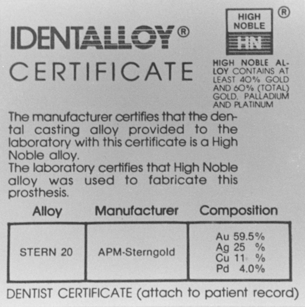 IDENTALLOY®
CERTIFICATE
HIGH
NOBLE
HN
®
HIGH NOBLE AL-
LOY CONTAINS AT
LEAST 40% GOLD
AND 60% (TOTAL)
GOLD, PALLADIUM
AND PLATINUM
The manufacturer certifies that the den-
tal casting alloy provided to the
laboratory with this certificate is a High
Noble alloy.
The laboratory certifies that High Noble
alloy was used to fabricate this
prosthesis.
Alloy Manufacturer Composition
STERN 20 APM-Sterngold
Au 59.5%
Ag 25 %
Cu 11 %
Pd 4.0%
DENTIST CERTIFICATE (attach to patient record)